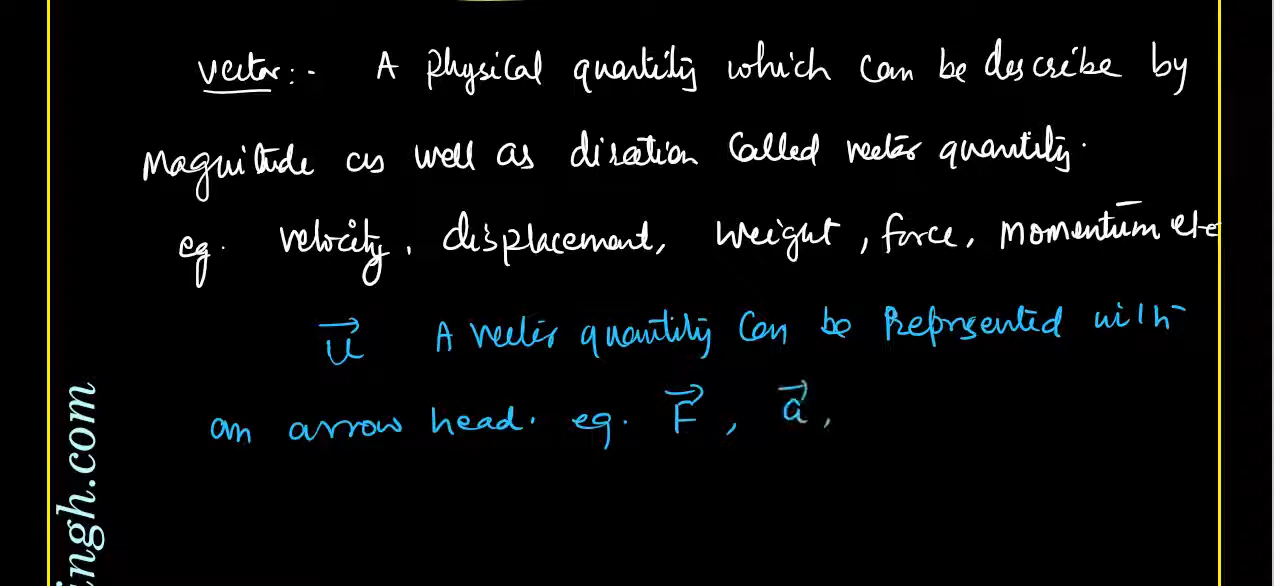 vector:- A physical quantity which can be describe by
magnitude as well as diration called vector quantity.
eg. velocity, displacement, weight, force, momentum etc
u⃗ A vector quantity can be represented with
an arrow head. eg. F⃗, a⃗,
ingh.com